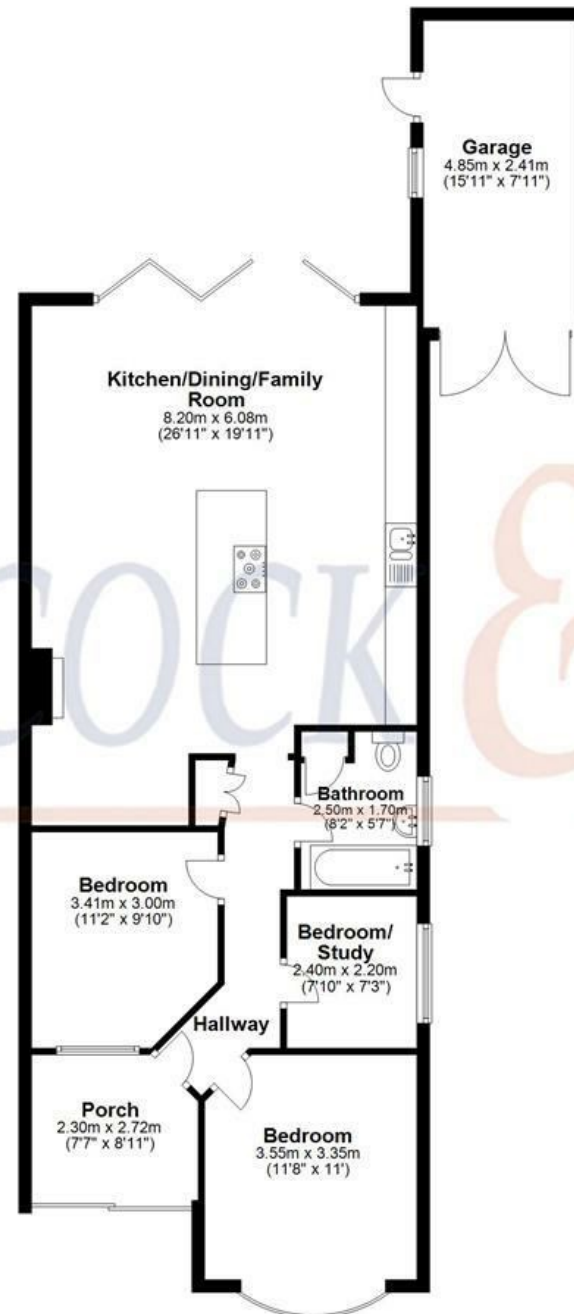 Garage
4.85m x 2.41m
(15'11" x 7'11")
Kitchen/Dining/Family
Room
8.20m x 6.08m
(26'11" x 19'11")
COCK &
Bathroom
2.50m x 1.70m
(8'2" x 5'7")
Bedroom
3.41m x 3.00m
(11'2" x 9'10")
Bedroom/
Study
2.40m x 2.20m
(7'10" x 7'3")
Hallway
Porch
2.30m x 2.72m
(7'7" x 8'11")
Bedroom
3.55m x 3.35m
(11'8" x 11')